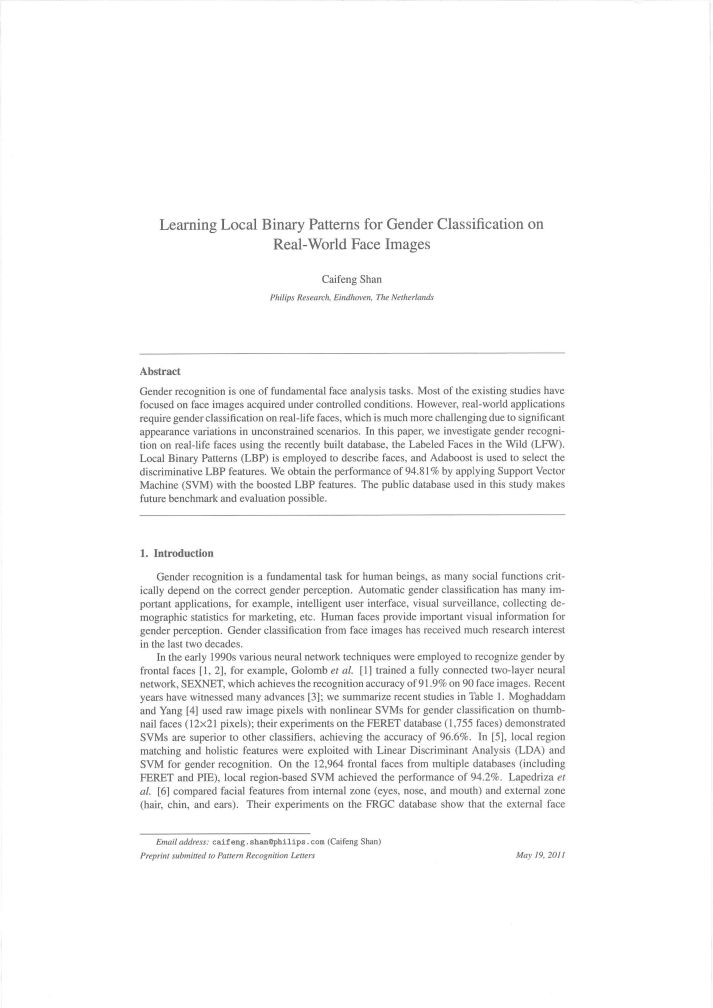 Learning Local Binary Patterns for Gender Classification on
Real-World Face Images
Caifeng Shan
Philips Research, Eindhoven, The Netherlands
Abstract
Gender recognition is one of fundamental face analysis tasks. Most of the existing studies have
focused on face images acquired under controlled conditions. However, real-world applications
require gender classification on real-life faces, which is much more challenging due to significant
appearance variations in unconstrained scenarios. In this paper, we investigate gender recogni-
tion on real-life faces using the recently built database, the Labeled Faces in the Wild (LFW).
Local Binary Patterns (LBP) is employed to describe faces, and Adaboost is used to select the
discriminative LBP features. We obtain the performance of 94.81% by applying Support Vector
Machine (SVM) with the boosted LBP features. The public database used in this study makes
future benchmark and evaluation possible.
1. Introduction
Gender recognition is a fundamental task for human beings, as many social functions crit-
ically depend on the correct gender perception. Automatic gender classification has many im-
portant applications, for example, intelligent user interface, visual surveillance, collecting de-
mographic statistics for marketing, etc. Human faces provide important visual information for
gender perception. Gender classification from face images has received much research interest
in the last two decades.
In the early 1990s various neural network techniques were employed to recognize gender by
frontal faces [1, 2], for example, Golomb et al. [1] trained a fully connected two-layer neural
network, SEXNET, which achieves the recognition accuracy of 91.9% on 90 face images. Recent
years have witnessed many advances [3]; we summarize recent studies in Table 1. Moghaddam
and Yang [4] used raw image pixels with nonlinear SVMs for gender classification on thumb-
nail faces (12×21 pixels); their experiments on the FERET database (1,755 faces) demonstrated
SVMs are superior to other classifiers, achieving the accuracy of 96.6%. In [5], local region
matching and holistic features were exploited with Linear Discriminant Analysis (LDA) and
SVM for gender recognition. On the 12,964 frontal faces from multiple databases (including
FERET and PIE), local region-based SVM achieved the performance of 94.2%. Lapedriza et
al. [6] compared facial features from internal zone (eyes, nose, and mouth) and external zone
(hair, chin, and ears). Their experiments on the FRGC database show that the external face
Email address: caifeng.shan@philips.com (Caifeng Shan)
Preprint submitted to Pattern Recognition Letters May 19, 2011